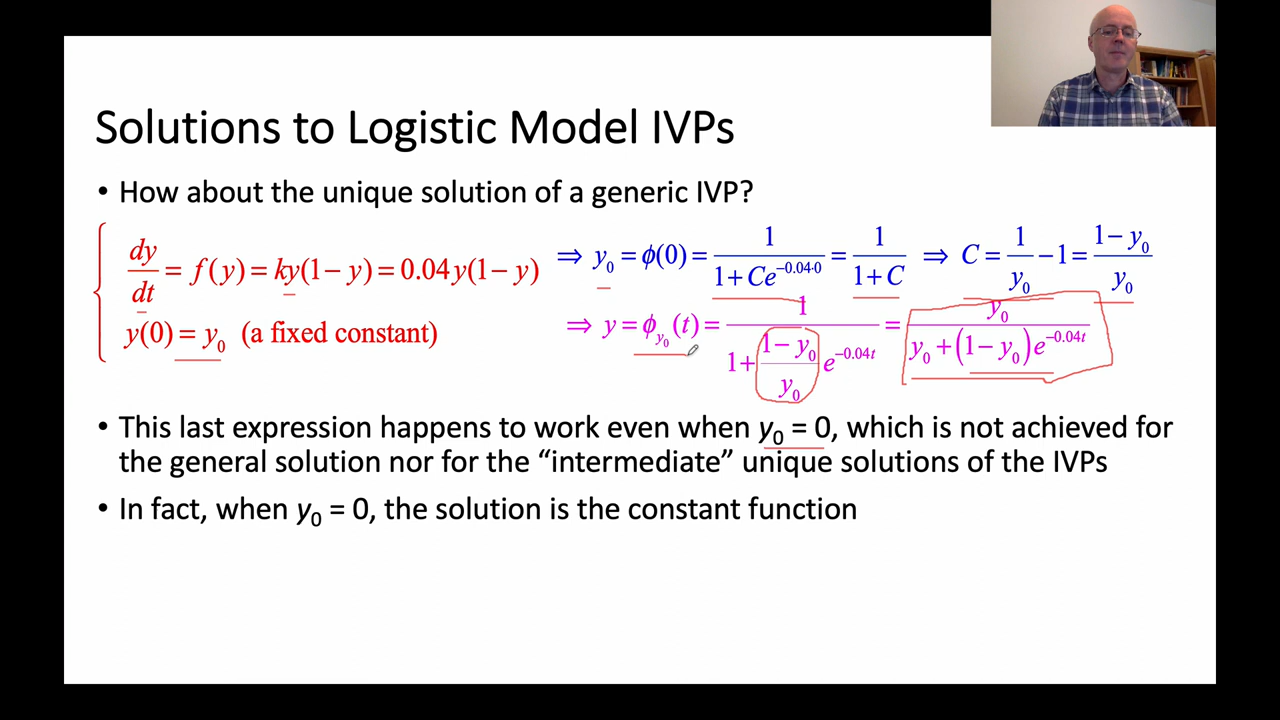 Solutions to Logistic Model IVPs
• How about the unique solution of a generic IVP?
dy/dt = f(y) = ky(1 − y) = 0.04y(1 − y)
y(0) = y₀ (a fixed constant)
⇒ y₀ = ϕ(0) = 1/(1 + Ce^(−0.04·0)) = 1/(1 + C) ⇒ C = 1/y₀ − 1 = (1 − y₀)/y₀
⇒ y = ϕ_y₀(t) = 1/(1 + ((1 − y₀)/y₀)e^(−0.04t)) = y₀/(y₀ + (1 − y₀)e^(−0.04t))
• This last expression happens to work even when y₀ = 0, which is not achieved for
the general solution nor for the “intermediate” unique solutions of the IVPs
• In fact, when y₀ = 0, the solution is the constant function